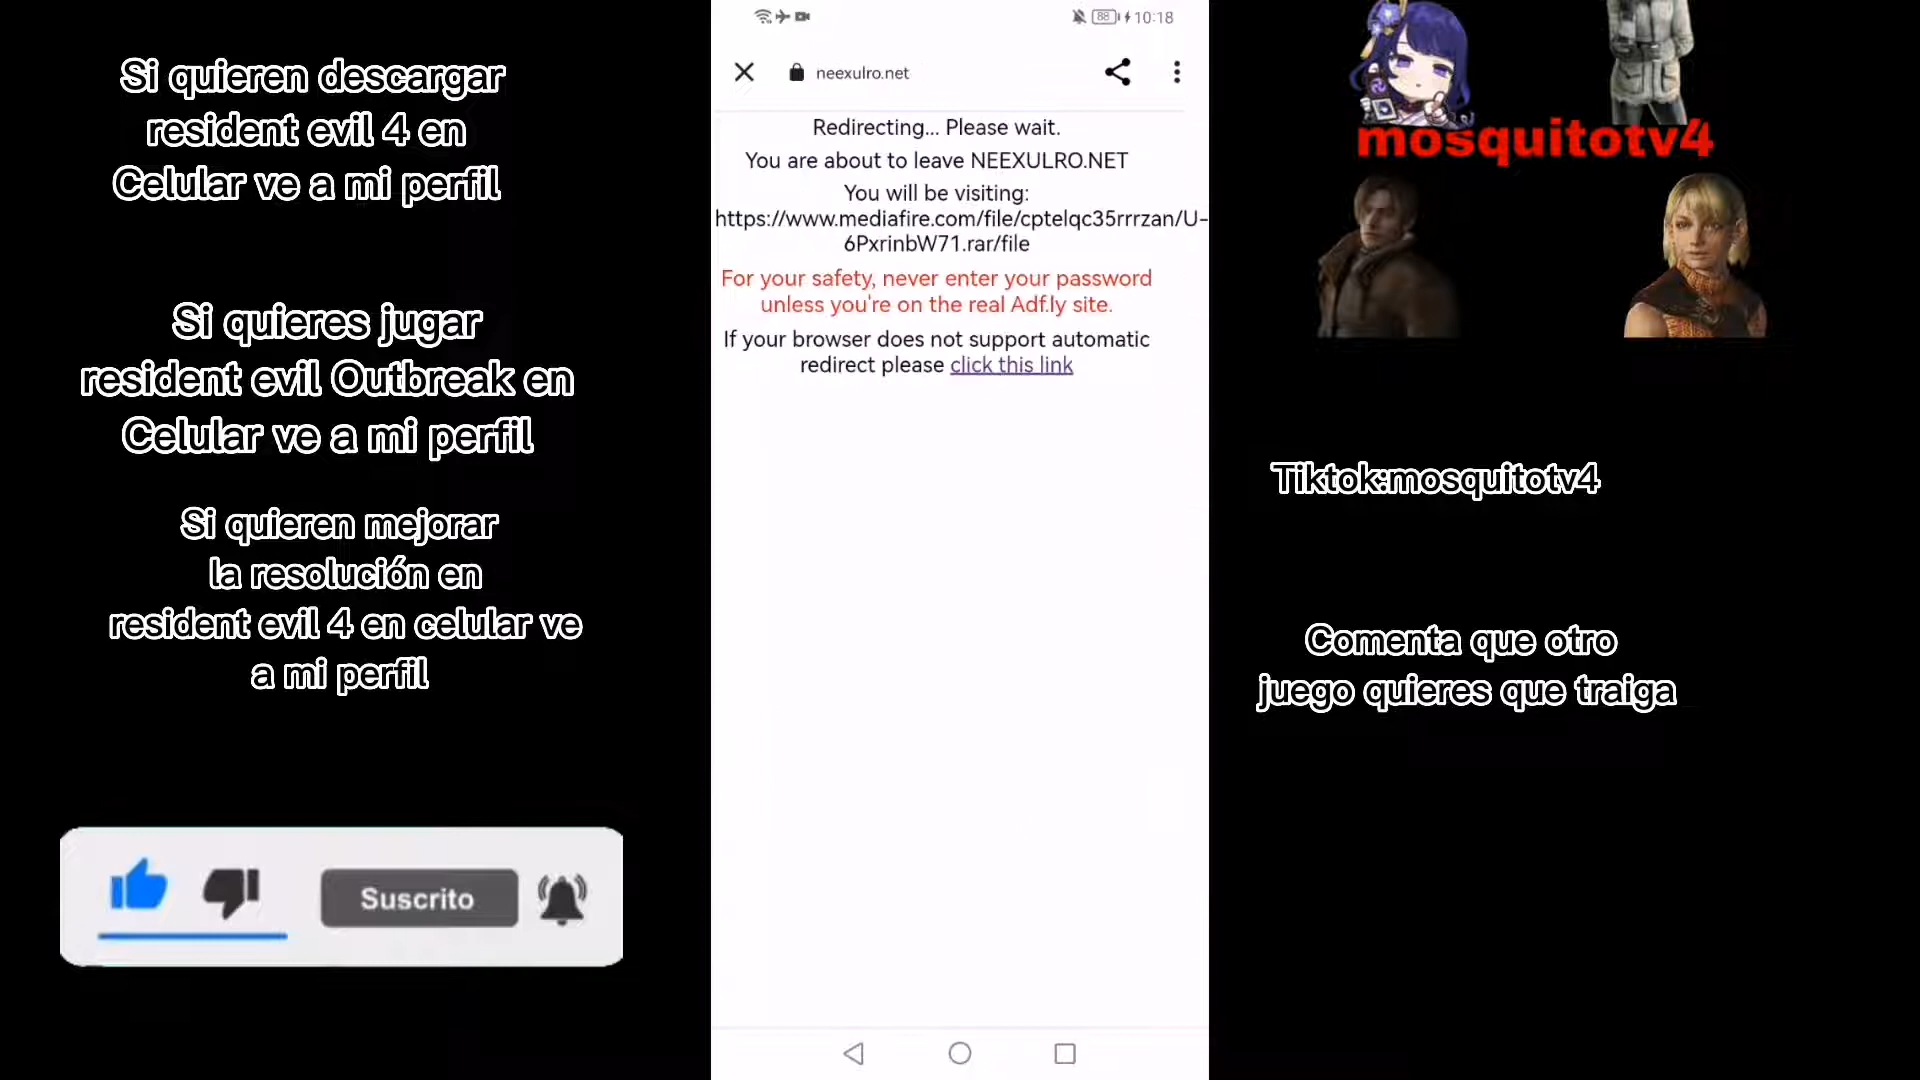 Si quieren descargar
resident evil 4 en
Celular ve a mi perfil
Si quieres jugar
resident evil Outbreak en
Celular ve a mi perfil
Si quieren mejorar
la resolución en
resident evil 4 en celular ve
a mi perfil
Suscrito
88
10:18
neexulro.net
Redirecting... Please wait.
You are about to leave NEEXULRO.NET
You will be visiting:
https://www.mediafire.com/file/cptelqc35rrrzan/U-
6PxrinbW71.rar/file
For your safety, never enter your password
unless you're on the real Adf.ly site.
If your browser does not support automatic
redirect please click this link
mosquitotv4
Tiktok:mosquitotv4
Comenta que otro
juego quieres que traiga